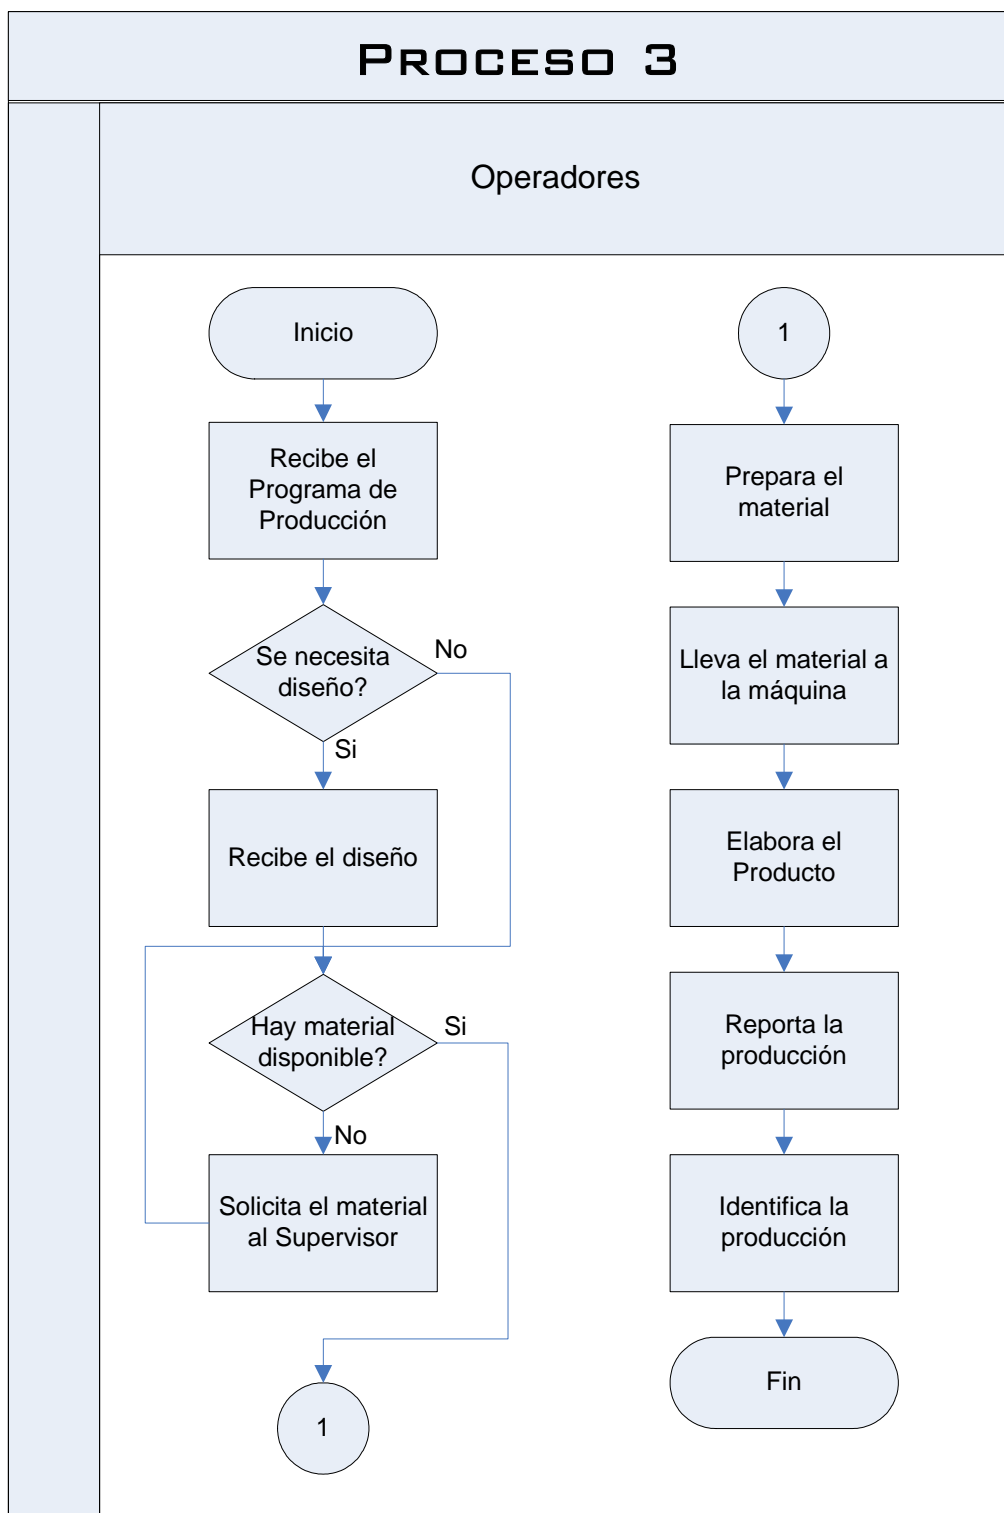 PROCESO 3
Operadores
Inicio
Recibe el
Programa de
Producción
Se necesita
diseño?
No
Si
Recibe el diseño
Hay material
disponible?
Si
No
Solicita el material
al Supervisor
1
1
Prepara el
material
Lleva el material a
la máquina
Elabora el
Producto
Reporta la
producción
Identifica la
producción
Fin